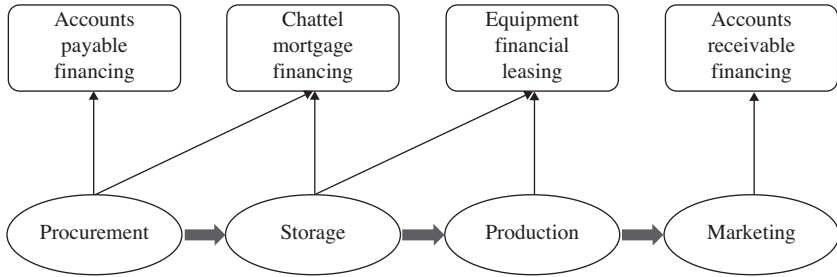 Accounts
payable
financing
Chattel
mortgage
financing
Equipment
financial
leasing
Accounts
receivable
financing
Procurement
Storage
Production
Marketing